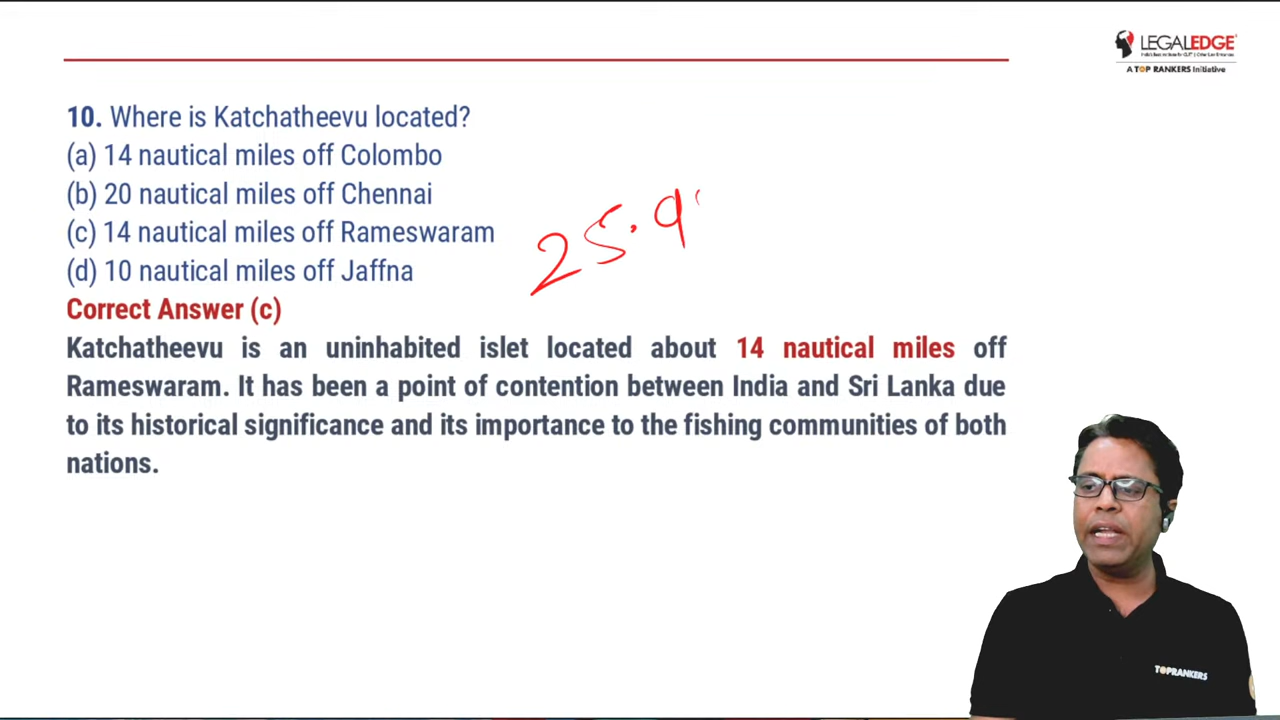 LEGALEDGE
A TOP RANKERS Initiative
10. Where is Katchatheevu located?
(a) 14 nautical miles off Colombo
(b) 20 nautical miles off Chennai
(c) 14 nautical miles off Rameswaram
(d) 10 nautical miles off Jaffna
25.9
Correct Answer (c)
Katchatheevu is an uninhabited islet located about 14 nautical miles off
Rameswaram. It has been a point of contention between India and Sri Lanka due
to its historical significance and its importance to the fishing communities of both
nations.
TOPRANKERS